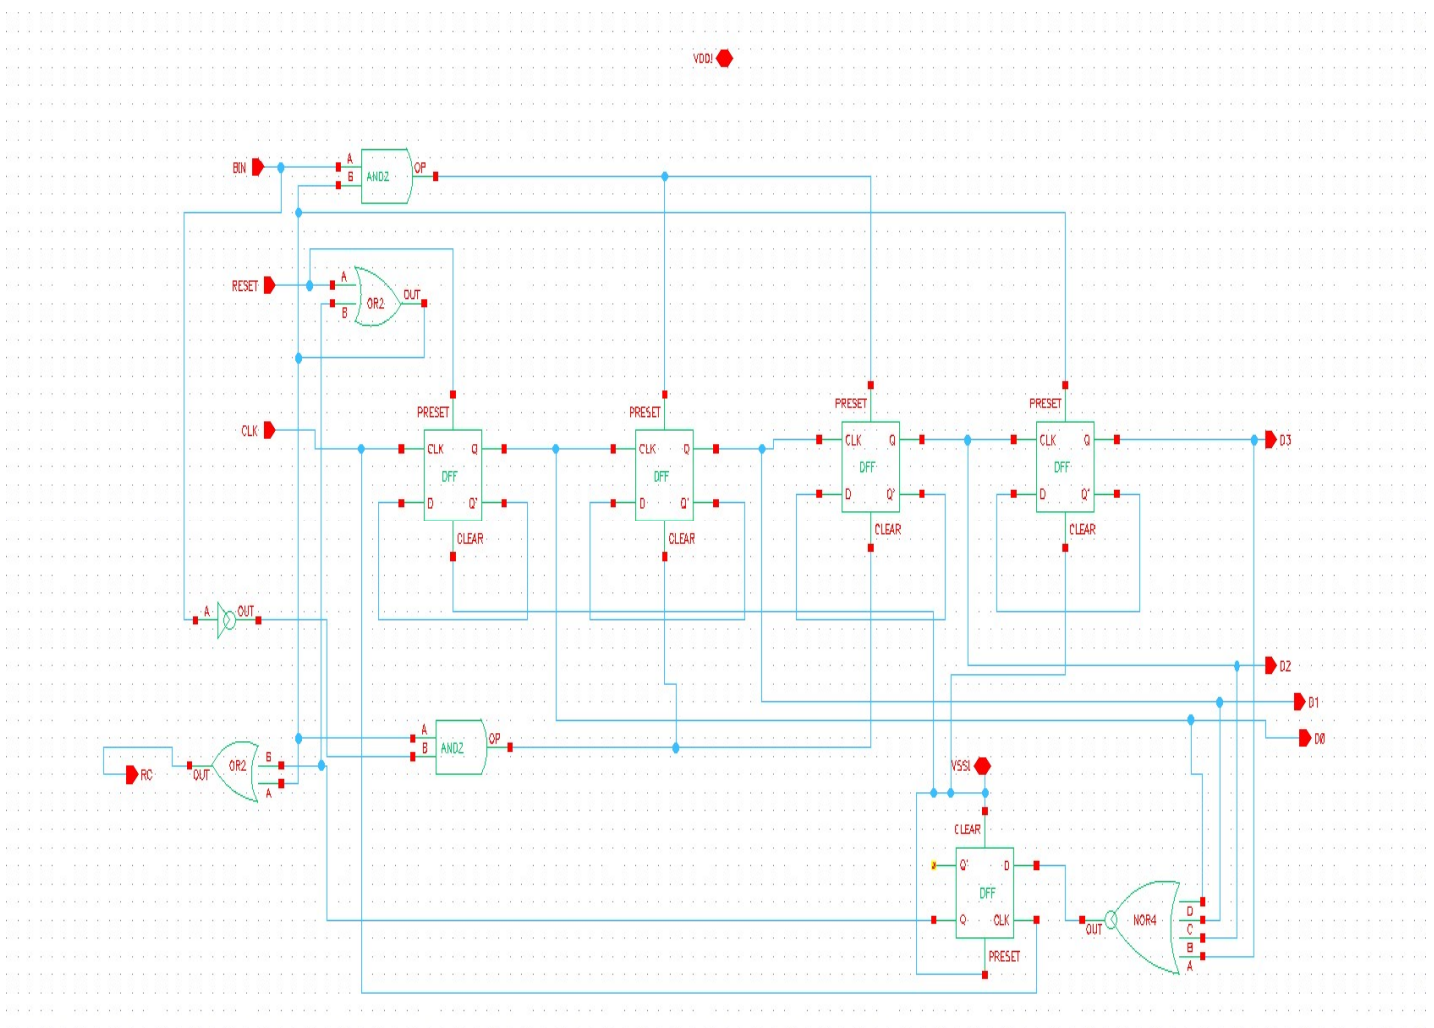 VDD!
BIN
A
B
AND2
OP
RESET
A
B
OR2
OUT
CLK
PRESET
PRESET
PRESET
PRESET
CLK Q
DFF
D Q'
CLEAR
CLK Q
DFF
D Q'
CLEAR
CLK Q
DFF
D Q'
CLEAR
CLK Q
DFF
D Q'
CLEAR
D3
A OUT
D2
D1
D0
A
B
AND2
OP
RC
OUT
OR2
B
A
VSS!
CLEAR
Q' D
DFF
Q CLK
PRESET
OUT
NOR4
D
C
B
A